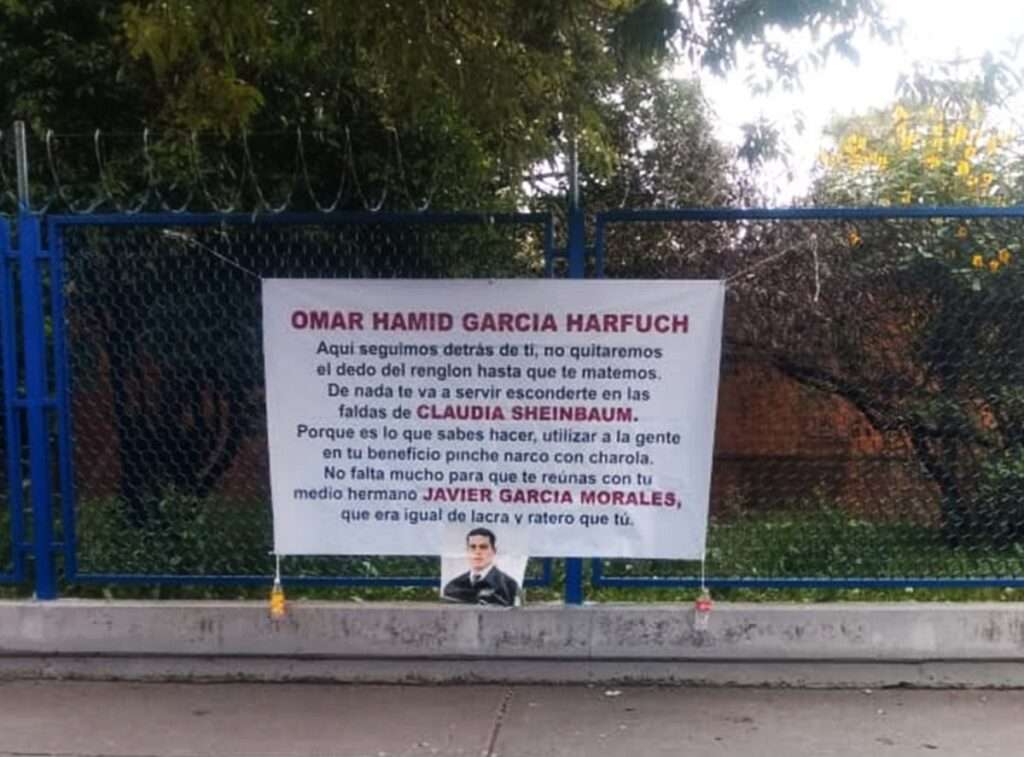 OMAR HAMID GARCIA HARFUCH
Aqui seguimos detrás de ti, no quitaremos
el dedo del renglon hasta que te matemos.
De nada te va a servir esconderte en las
faldas de CLAUDIA SHEINBAUM.
Porque es lo que sabes hacer, utilizar a la gente
en tu beneficio pinche narco con charola.
No falta mucho para que te reúnas con tu
medio hermano JAVIER GARCIA MORALES,
que era igual de lacra y ratero que tú.